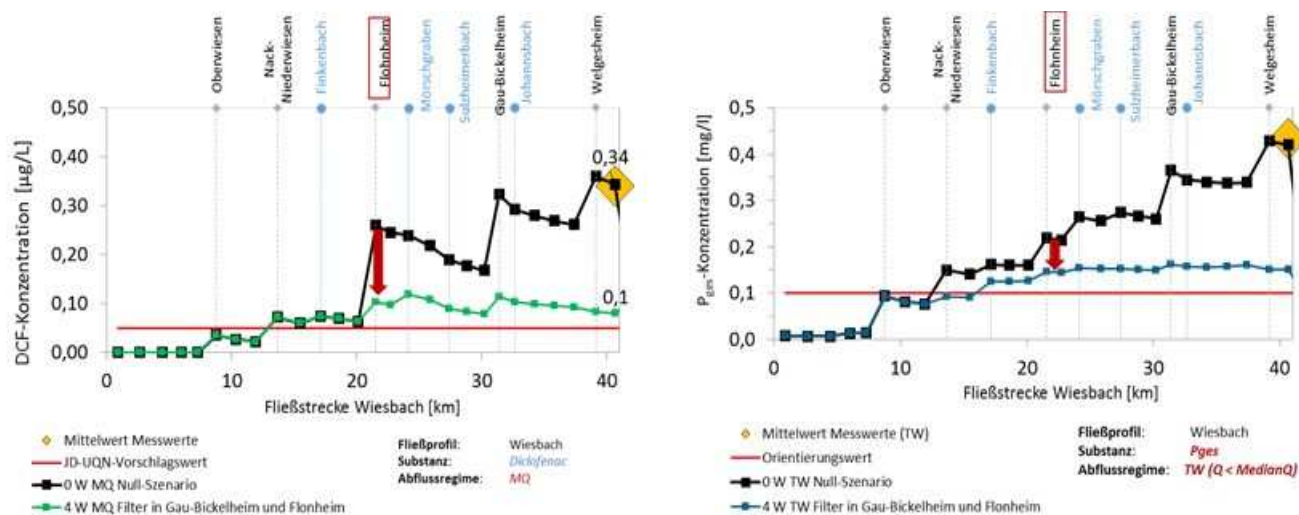 Oberwiesen
Nack-
Niederwiesen
Finkenbach
Flohnheim
Mörschgraben
Sulzheimerbach
Gau-Bickelheim
Johannsbach
Welgesheim
DCF-Konzentration [µg/L]
0,50
0,40
0,30
0,20
0,10
0,00
0,34
0,1
0
10
20
30
40
Fließstrecke Wiesbach [km]
Mittelwert Messwerte
JD-UQN-Vorschlagswert
0 W MQ Null-Szenario
4 W MQ Filter in Gau-Bickelheim und Flonheim
Fließprofil: Wiesbach
Substanz: Diclofenac
Abflussregime: MQ
Oberwiesen
Nack-
Niederwiesen
Finkenbach
Flohnheim
Mörschgraben
Sulzheimerbach
Gau-Bickelheim
Johannsbach
Welgesheim
Pges-Konzentration [mg/l]
0,5
0,4
0,3
0,2
0,1
0,0
0
10
20
30
40
Fließstrecke Wiesbach [km]
Mittelwert Messwerte (TW)
Orientierungswert
0 W TW Null-Szenario
4 W TW Filter in Gau-Bickelheim und Flonheim
Fließprofil: Wiesbach
Substanz: Pges
Abflussregime: TW (Q < MedianQ)